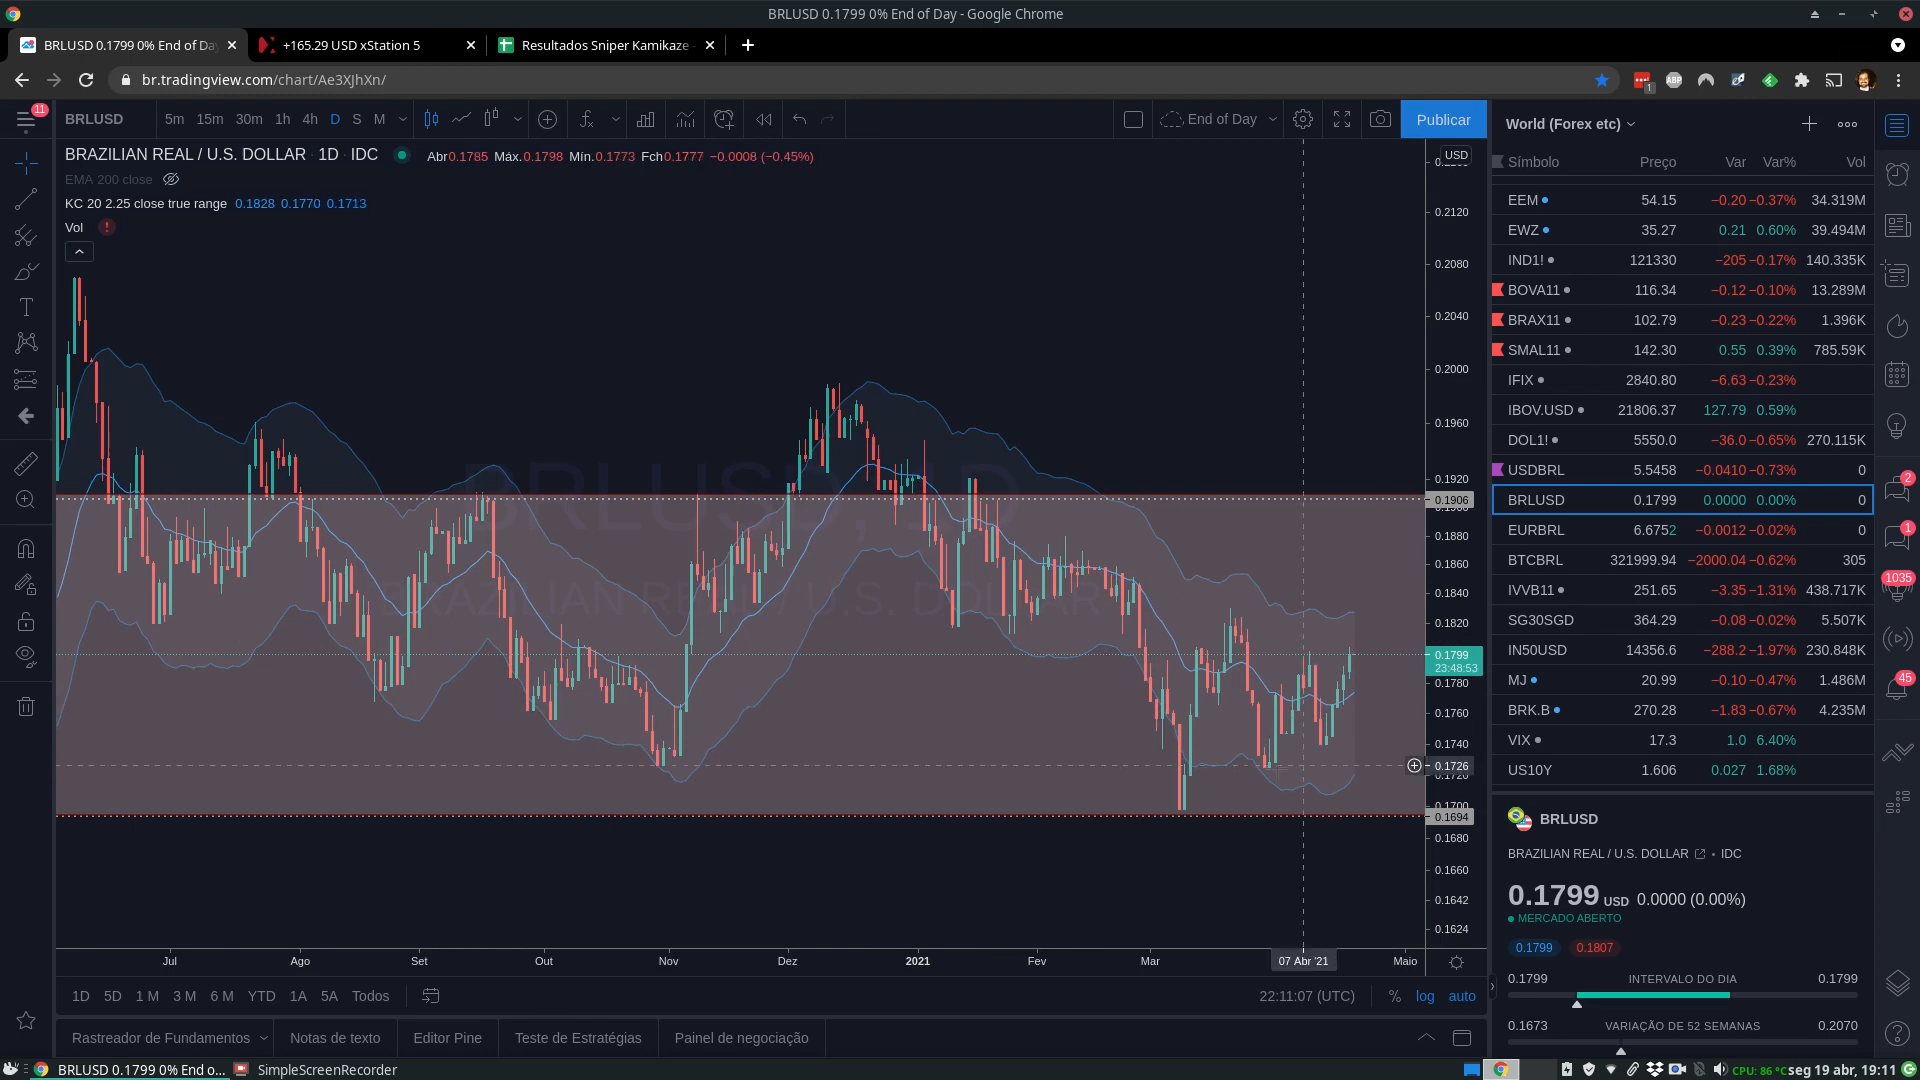 BRLUSD 0.1799 0% End of Day - Google Chrome
BRLUSD 0.1799 0% End of Da
+165.29 USD xStation 5
Resultados Sniper Kamikaze -
br.tradingview.com/chart/Ae3XJhXn/
1
ABP
11
BRLUSD 5m 15m 30m 1h 4h D S M End of Day Publicar
BRAZILIAN REAL / U.S. DOLLAR · 1D · IDC
Abr0.1785 Máx.0.1798 Mín.0.1773 Fch0.1777 −0.0008 (−0.45%)
EMA 200 close
KC 20 2.25 close true range 0.1828 0.1770 0.1713
Vol !
BRLUSD, 1D
BRAZILIAN REAL / U.S. DOLLAR
USD
0.2120
0.2080
0.2040
0.2000
0.1960
0.1920
0.1906
0.1900
0.1880
0.1860
0.1840
0.1820
0.1799
23:48:53
0.1780
0.1760
0.1740
0.1726
0.1720
0.1700
0.1694
0.1680
0.1660
0.1642
0.1624
Jul Ago Set Out Nov Dez 2021 Fev Mar 07 Abr '21 Maio
1D 5D 1 M 3 M 6 M YTD 1A 5A Todos
22:11:07 (UTC) % log auto
Rastreador de Fundamentos Notas de texto Editor Pine Teste de Estratégias Painel de negociação
World (Forex etc)
Símbolo Preço Var Var% Vol
EEM 54.15 −0.20 −0.37% 34.319M
EWZ 35.27 0.21 0.60% 39.494M
IND1! 121330 −205 −0.17% 140.335K
BOVA11 116.34 −0.12 −0.10% 13.289M
BRAX11 102.79 −0.23 −0.22% 1.396K
SMAL11 142.30 0.55 0.39% 785.59K
IFIX 2840.80 −6.63 −0.23%
IBOV.USD 21806.37 127.79 0.59%
DOL1! 5550.0 −36.0 −0.65% 270.115K
USDBRL 5.5458 −0.0410 −0.73% 0
BRLUSD 0.1799 0.0000 0.00% 0
EURBRL 6.6752 −0.0012 −0.02% 0
BTCBRL 321999.94 −2000.04 −0.62% 305
IVVB11 251.65 −3.35 −1.31% 438.717K
SG30SGD 364.29 −0.08 −0.02% 5.507K
IN50USD 14356.6 −288.2 −1.97% 230.848K
MJ 20.99 −0.10 −0.47% 1.486M
BRK.B 270.28 −1.83 −0.67% 4.235M
VIX 17.3 1.0 6.40%
US10Y 1.606 0.027 1.68%
BRLUSD
BRAZILIAN REAL / U.S. DOLLAR • IDC
0.1799 USD 0.0000 (0.00%)
MERCADO ABERTO
0.1799 0.1807
0.1799 INTERVALO DO DIA 0.1799
0.1673 VARIAÇÃO DE 52 SEMANAS 0.2070
2
1
1035
45
BRLUSD 0.1799 0% End o...
SimpleScreenRecorder
CPU: 86 °C seg 19 abr, 19:11